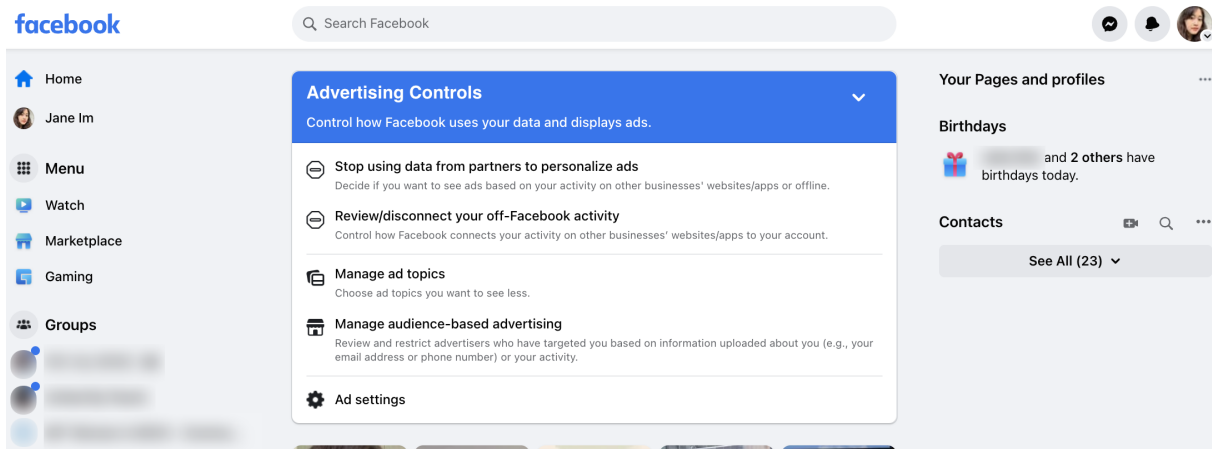 facebook
Search Facebook
Home
Jane Im
Menu
Watch
Marketplace
Gaming
Groups
Advertising Controls
Control how Facebook uses your data and displays ads.
Stop using data from partners to personalize ads
Decide if you want to see ads based on your activity on other businesses' websites/apps or offline.
Review/disconnect your off-Facebook activity
Control how Facebook connects your activity on other businesses' websites/apps to your account.
Manage ad topics
Choose ad topics you want to see less.
Manage audience-based advertising
Review and restrict advertisers who have targeted you based on information uploaded about you (e.g., your
email address or phone number) or your activity.
Ad settings
Your Pages and profiles
Birthdays
and 2 others have
birthdays today.
Contacts
See All (23)